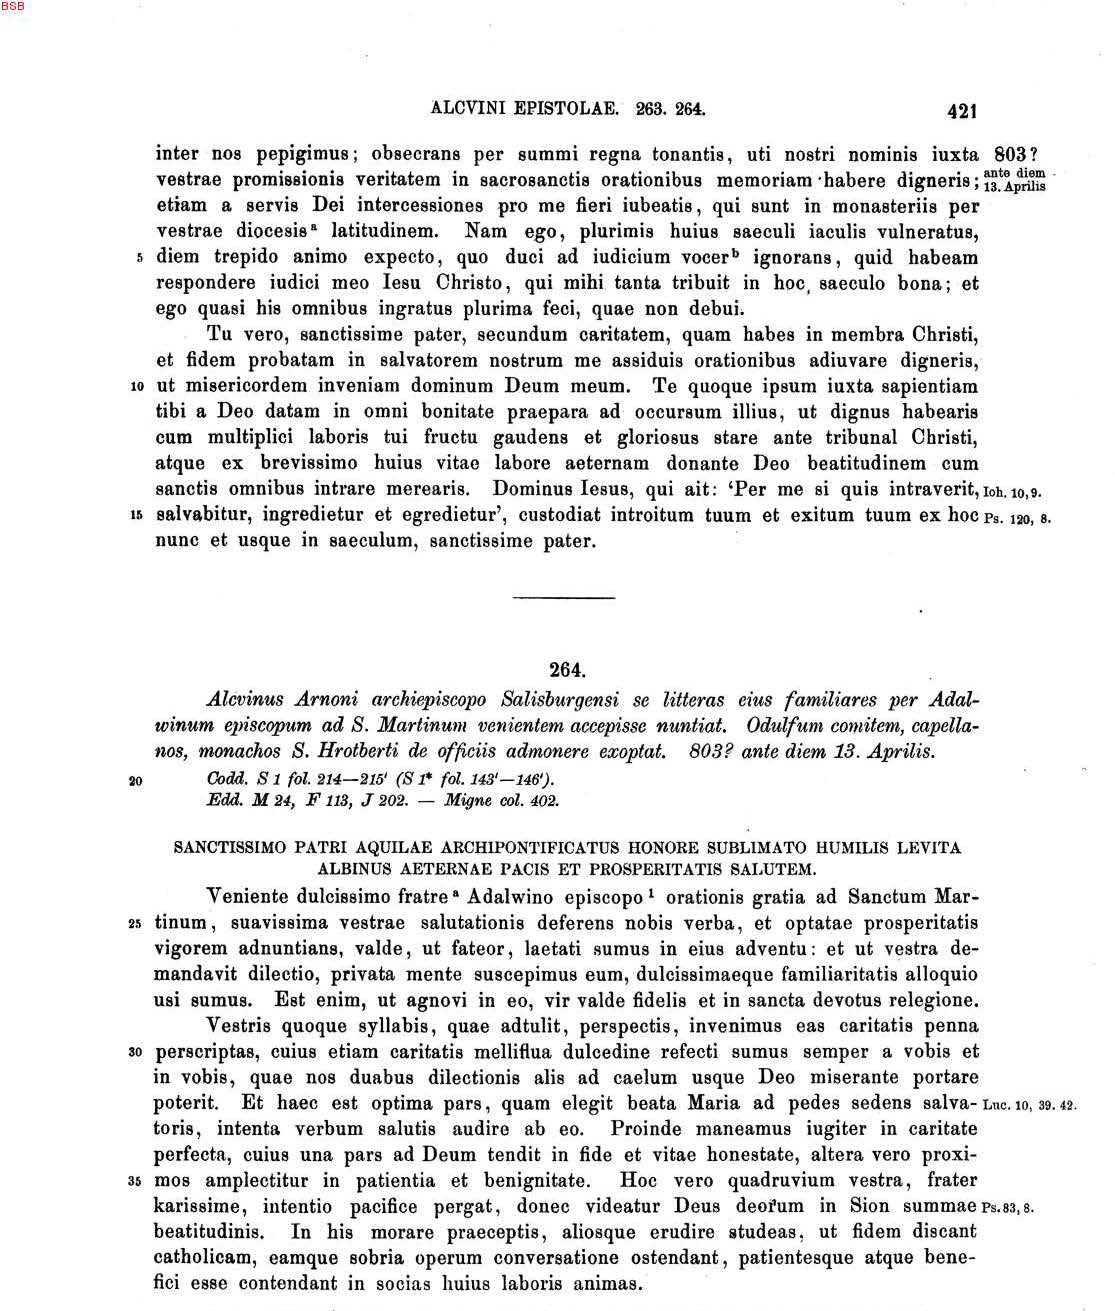 BSB
ALCVINI EPISTOLAE. 263. 264. 421
inter nos pepigimus; obsecrans per summi regna tonantis, uti nostri nominis iuxta 803?
vestrae promissionis veritatem in sacrosanctis orationibus memoriam habere digneris; ante diem 13. Aprilis
etiam a servis Dei intercessiones pro me fieri iubeatis, qui sunt in monasteriis per
vestrae diocesisᵃ latitudinem. Nam ego, plurimis huius saeculi iaculis vulneratus,
5 diem trepido animo expecto, quo duci ad iudicium vocerᵇ ignorans, quid habeam
respondere iudici meo Iesu Christo, qui mihi tanta tribuit in hoc, saeculo bona; et
ego quasi his omnibus ingratus plurima feci, quae non debui.
Tu vero, sanctissime pater, secundum caritatem, quam habes in membra Christi,
et fidem probatam in salvatorem nostrum me assiduis orationibus adiuvare digneris,
10 ut misericordem inveniam dominum Deum meum. Te quoque ipsum iuxta sapientiam
tibi a Deo datam in omni bonitate praepara ad occursum illius, ut dignus habearis
cum multiplici laboris tui fructu gaudens et gloriosus stare ante tribunal Christi,
atque ex brevissimo huius vitae labore aeternam donante Deo beatitudinem cum
sanctis omnibus intrare merearis. Dominus Iesus, qui ait: ‘Per me si quis intraverit, Ioh. 10,9.
15 salvabitur, ingredietur et egredietur’, custodiat introitum tuum et exitum tuum ex hoc Ps. 120, 8.
nunc et usque in saeculum, sanctissime pater.
264.
Alcvinus Arnoni archiepiscopo Salisburgensi se litteras eius familiares per Adal-
winum episcopum ad S. Martinum venientem accepisse nuntiat. Odulfum comitem, capella-
nos, monachos S. Hrotberti de officiis admonere exoptat. 803? ante diem 13. Aprilis.
20 Codd. S 1 fol. 214—215' (S 1* fol. 143'—146').
Edd. M 24, F 113, J 202. — Migne col. 402.
SANCTISSIMO PATRI AQUILAE ARCHIPONTIFICATUS HONORE SUBLIMATO HUMILIS LEVITA
ALBINUS AETERNAE PACIS ET PROSPERITATIS SALUTEM.
Veniente dulcissimo fratreᵃ Adalwino episcopo¹ orationis gratia ad Sanctum Mar-
25 tinum, suavissima vestrae salutationis deferens nobis verba, et optatae prosperitatis
vigorem adnuntians, valde, ut fateor, laetati sumus in eius adventu: et ut vestra de-
mandavit dilectio, privata mente suscepimus eum, dulcissimaeque familiaritatis alloquio
usi sumus. Est enim, ut agnovi in eo, vir valde fidelis et in sancta devotus relegione.
Vestris quoque syllabis, quae adtulit, perspectis, invenimus eas caritatis penna
30 perscriptas, cuius etiam caritatis melliflua dulcedine refecti sumus semper a vobis et
in vobis, quae nos duabus dilectionis alis ad caelum usque Deo miserante portare
poterit. Et haec est optima pars, quam elegit beata Maria ad pedes sedens salva- Luc. 10, 39. 42.
toris, intenta verbum salutis audire ab eo. Proinde maneamus iugiter in caritate
perfecta, cuius una pars ad Deum tendit in fide et vitae honestate, altera vero proxi-
35 mos amplectitur in patientia et benignitate. Hoc vero quadruvium vestra, frater
karissime, intentio pacifice pergat, donec videatur Deus deorum in Sion summae Ps. 83, 8.
beatitudinis. In his morare praeceptis, aliosque erudire studeas, ut fidem discant
catholicam, eamque sobria operum conversatione ostendant, patientesque atque bene-
fici esse contendant in socias huius laboris animas.